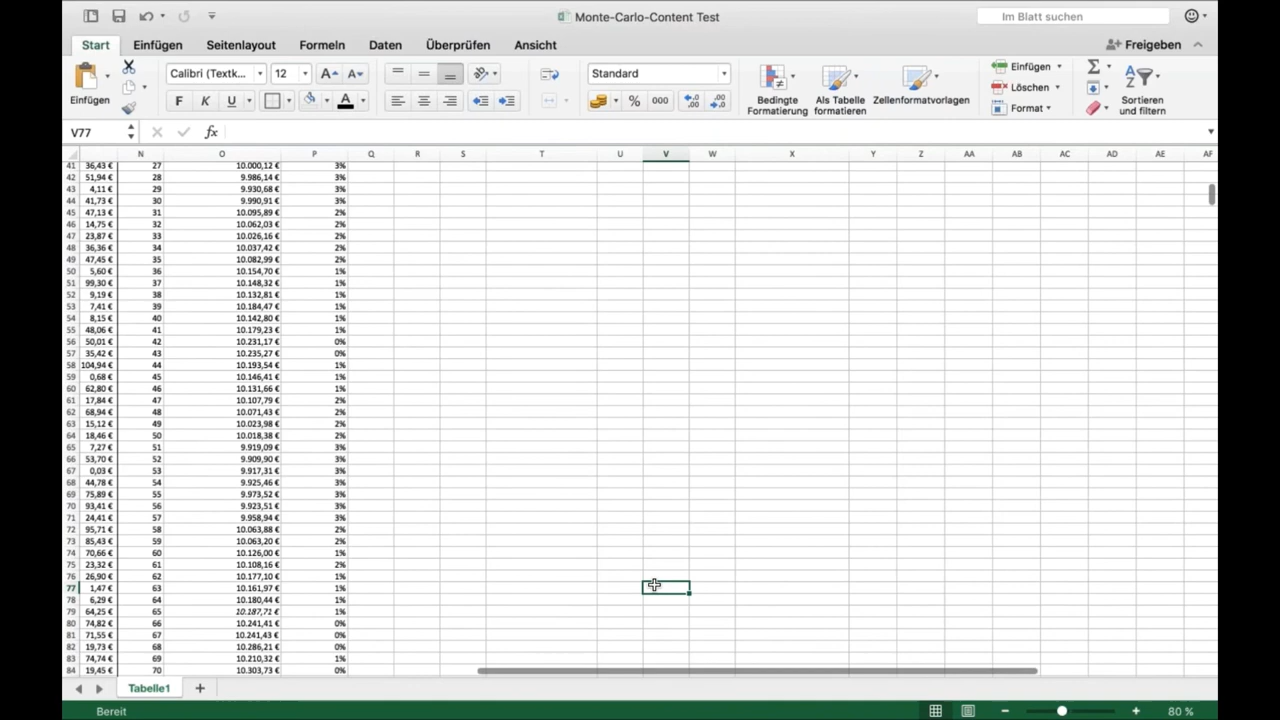 Monte-Carlo-Content Test
Im Blatt suchen
Start Einfügen Seitenlayout Formeln Daten Überprüfen Ansicht
Freigeben
Einfügen
Calibri (Textk... 12
Standard
F K U
% 000
Bedingte Formatierung
Als Tabelle formatieren
Zellenformatvorlagen
Einfügen
Löschen
Format
Sortieren und filtern
V77 fx
N O P Q R S T U V W X Y Z AA AB AC AD AE AF
41 36,43 € 27 10.000,12 € 3%
42 51,94 € 28 9.986,14 € 3%
43 4,11 € 29 9.930,68 € 3%
44 41,73 € 30 9.990,91 € 3%
45 47,13 € 31 10.095,89 € 2%
46 14,75 € 32 10.062,03 € 2%
47 23,87 € 33 10.026,16 € 2%
48 36,36 € 34 10.037,42 € 2%
49 47,45 € 35 10.082,99 € 2%
50 5,60 € 36 10.154,70 € 1%
51 99,30 € 37 10.148,32 € 1%
52 9,19 € 38 10.132,81 € 1%
53 7,41 € 39 10.184,47 € 1%
54 8,15 € 40 10.142,80 € 1%
55 48,06 € 41 10.179,23 € 1%
56 50,01 € 42 10.231,17 € 0%
57 35,42 € 43 10.235,27 € 0%
58 104,94 € 44 10.193,54 € 1%
59 0,68 € 45 10.146,41 € 1%
60 62,80 € 46 10.131,66 € 1%
61 17,84 € 47 10.107,79 € 2%
62 68,94 € 48 10.071,43 € 2%
63 15,12 € 49 10.023,98 € 2%
64 18,46 € 50 10.018,38 € 2%
65 7,27 € 51 9.919,09 € 3%
66 53,70 € 52 9.909,90 € 3%
67 0,03 € 53 9.917,31 € 3%
68 44,78 € 54 9.925,46 € 3%
69 75,89 € 55 9.973,52 € 3%
70 93,41 € 56 9.923,51 € 3%
71 24,41 € 57 9.958,94 € 3%
72 95,71 € 58 10.063,88 € 2%
73 85,43 € 59 10.063,20 € 2%
74 70,66 € 60 10.126,00 € 1%
75 23,32 € 61 10.108,16 € 2%
76 26,90 € 62 10.177,10 € 1%
77 1,47 € 63 10.161,97 € 1%
78 6,29 € 64 10.180,44 € 1%
79 64,25 € 65 10.187,71 € 1%
80 74,82 € 66 10.241,41 € 0%
81 71,55 € 67 10.241,43 € 0%
82 19,73 € 68 10.286,21 € 0%
83 74,74 € 69 10.210,32 € 1%
84 19,45 € 70 10.303,73 € 0%
Tabelle1
Bereit
80 %